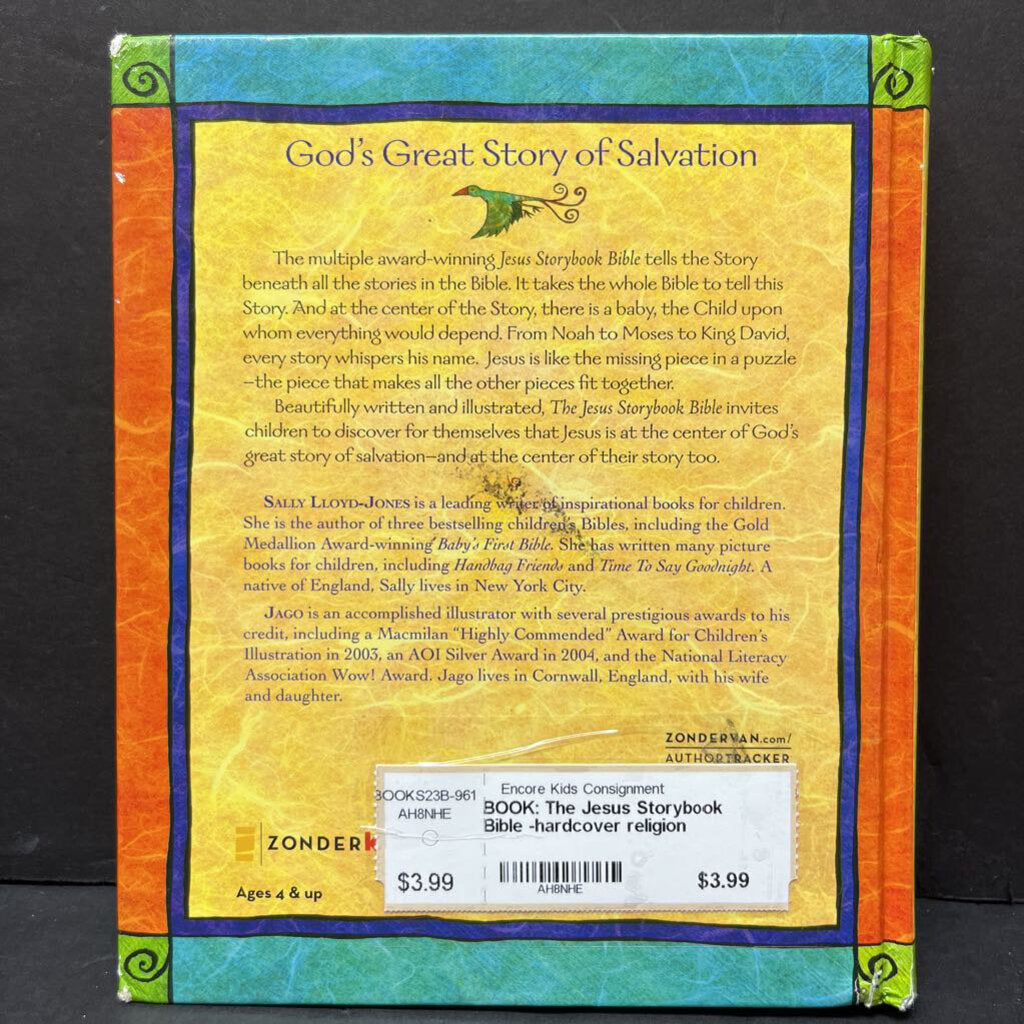 God's Great Story of Salvation
The multiple award-winning Jesus Storybook Bible tells the Story
beneath all the stories in the Bible. It takes the whole Bible to tell this
Story. And at the center of the Story, there is a baby, the Child upon
whom everything would depend. From Noah to Moses to King David,
every story whispers his name. Jesus is like the missing piece in a puzzle
—the piece that makes all the other pieces fit together.
Beautifully written and illustrated, The Jesus Storybook Bible invites
children to discover for themselves that Jesus is at the center of God's
great story of salvation—and at the center of their story too.
SALLY LLOYD-JONES is a leading writer of inspirational books for children.
She is the author of three bestselling children's Bibles, including the Gold
Medallion Award-winning Baby's First Bible. She has written many picture
books for children, including Handbag Friends and Time To Say Goodnight. A
native of England, Sally lives in New York City.
JAGO is an accomplished illustrator with several prestigious awards to his
credit, including a Macmilan "Highly Commended" Award for Children's
Illustration in 2003, an AOI Silver Award in 2004, and the National Literacy
Association Wow! Award. Jago lives in Cornwall, England, with his wife
and daughter.
ZONDERVAN.com/
AUTHORTRACKER
ZONDERK
Ages 4 & up
BOOKS23B-961
AH8NHE
$3.99
Encore Kids Consignment
BOOK: The Jesus Storybook
Bible -hardcover religion
AH8NHE
$3.99